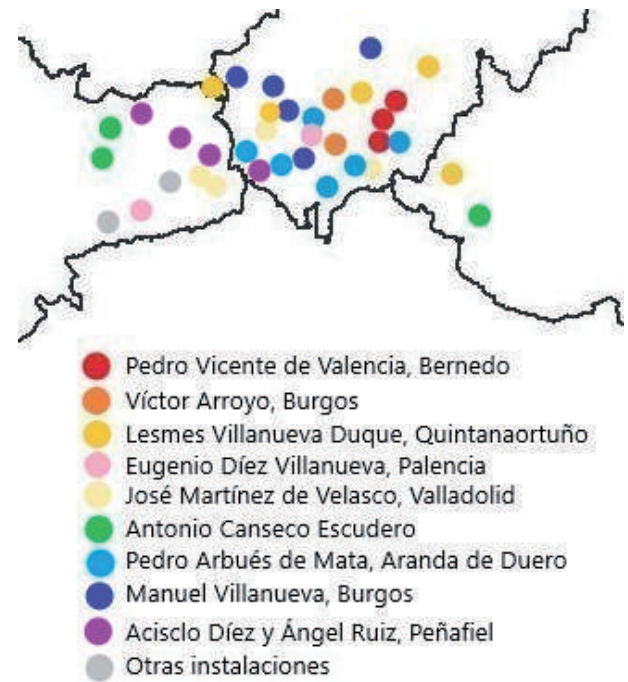 Pedro Vicente de Valencia, Bernedo
Víctor Arroyo, Burgos
Lesmes Villanueva Duque, Quintanaortuño
Eugenio Díez Villanueva, Palencia
José Martínez de Velasco, Valladolid
Antonio Canseco Escudero
Pedro Arbués de Mata, Aranda de Duero
Manuel Villanueva, Burgos
Acisclo Díez y Ángel Ruiz, Peñafiel
Otras instalaciones